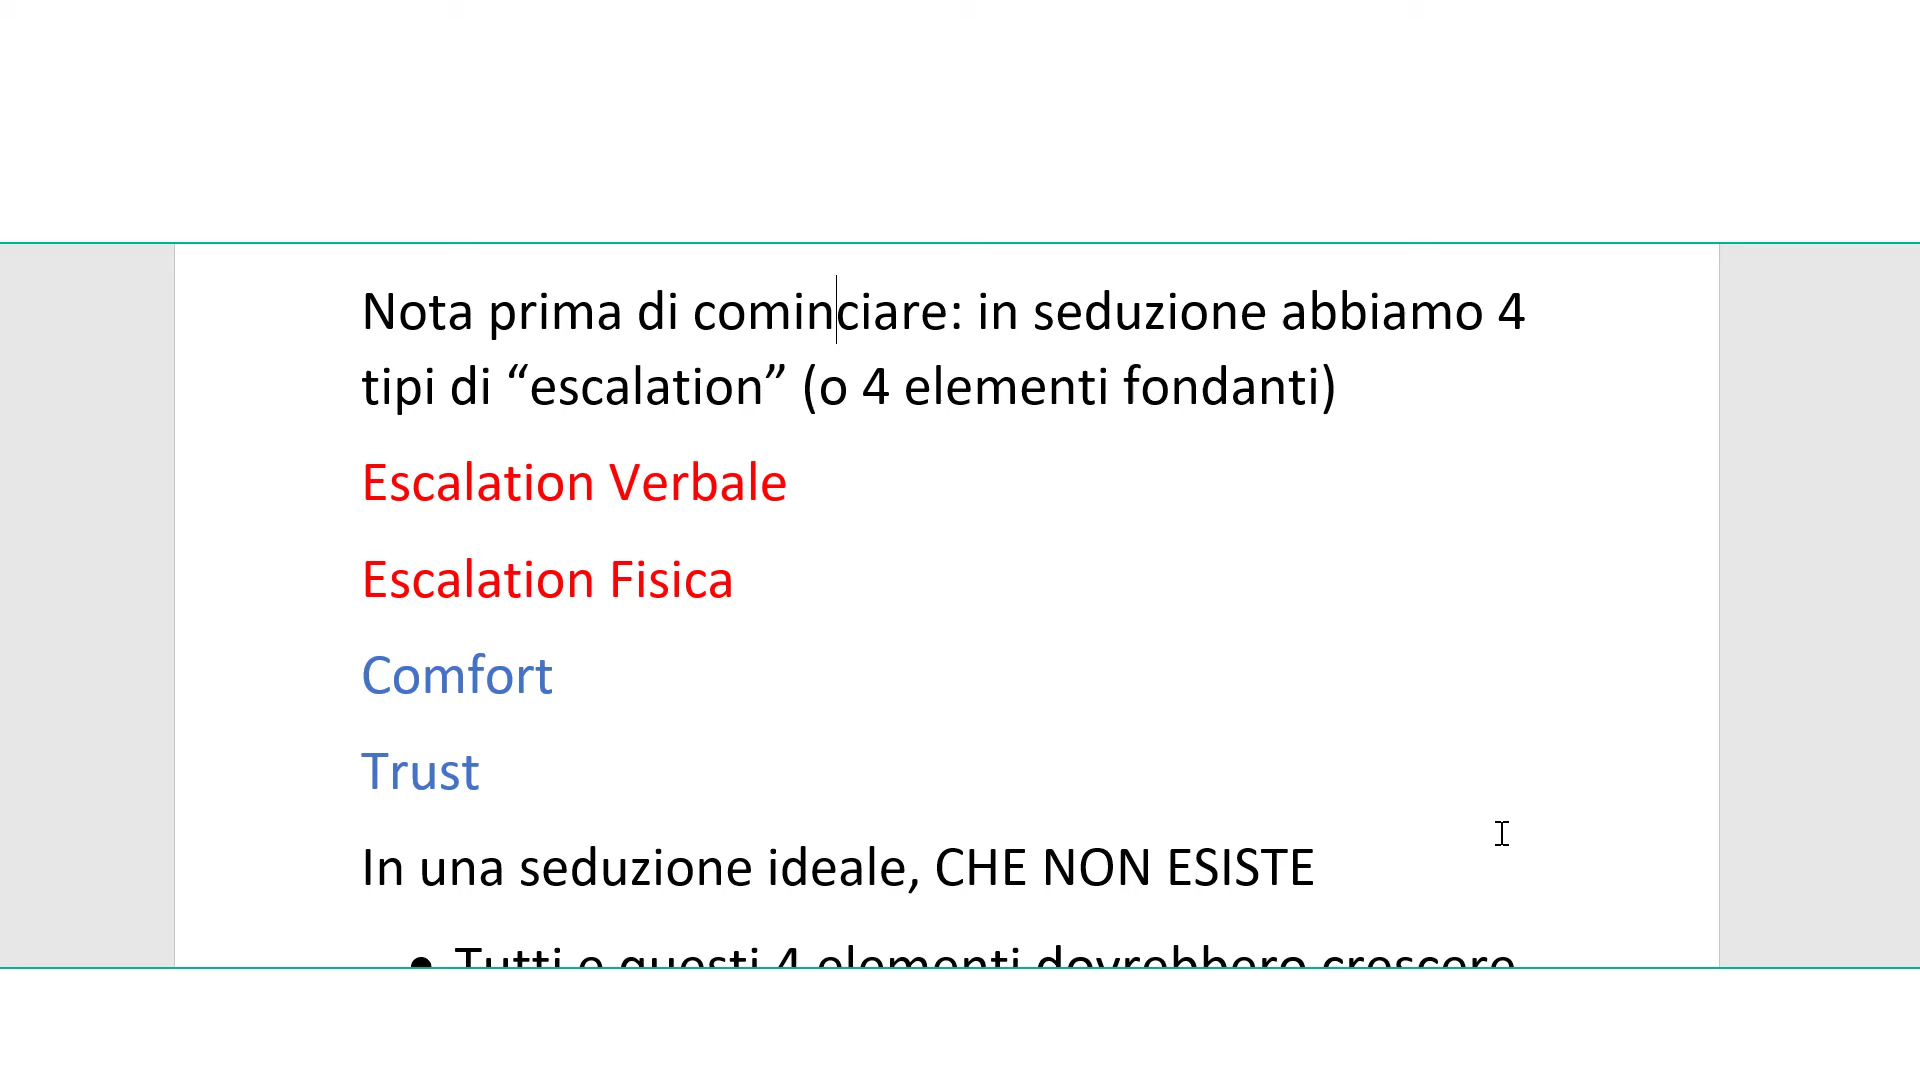 Nota prima di cominciare: in seduzione abbiamo 4
tipi di “escalation” (o 4 elementi fondanti)
Escalation Verbale
Escalation Fisica
Comfort
Trust
In una seduzione ideale, CHE NON ESISTE
• Tutti e questi 4 elementi dovrebbero crescere